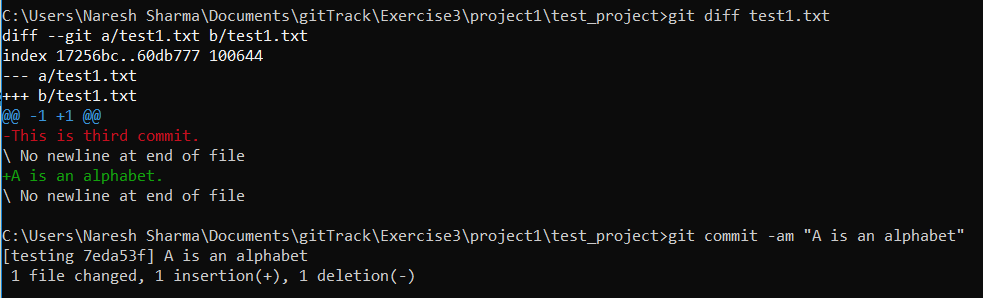 C:\Users\Naresh Sharma\Documents\gitTrack\Exercise3\project1\test_project>git diff test1.txt
diff --git a/test1.txt b/test1.txt
index 17256bc..60db777 100644
--- a/test1.txt
+++ b/test1.txt
@@ -1 +1 @@
-This is third commit.
\ No newline at end of file
+A is an alphabet.
\ No newline at end of file
C:\Users\Naresh Sharma\Documents\gitTrack\Exercise3\project1\test_project>git commit -am "A is an alphabet"
[testing 7eda53f] A is an alphabet
 1 file changed, 1 insertion(+), 1 deletion(-)